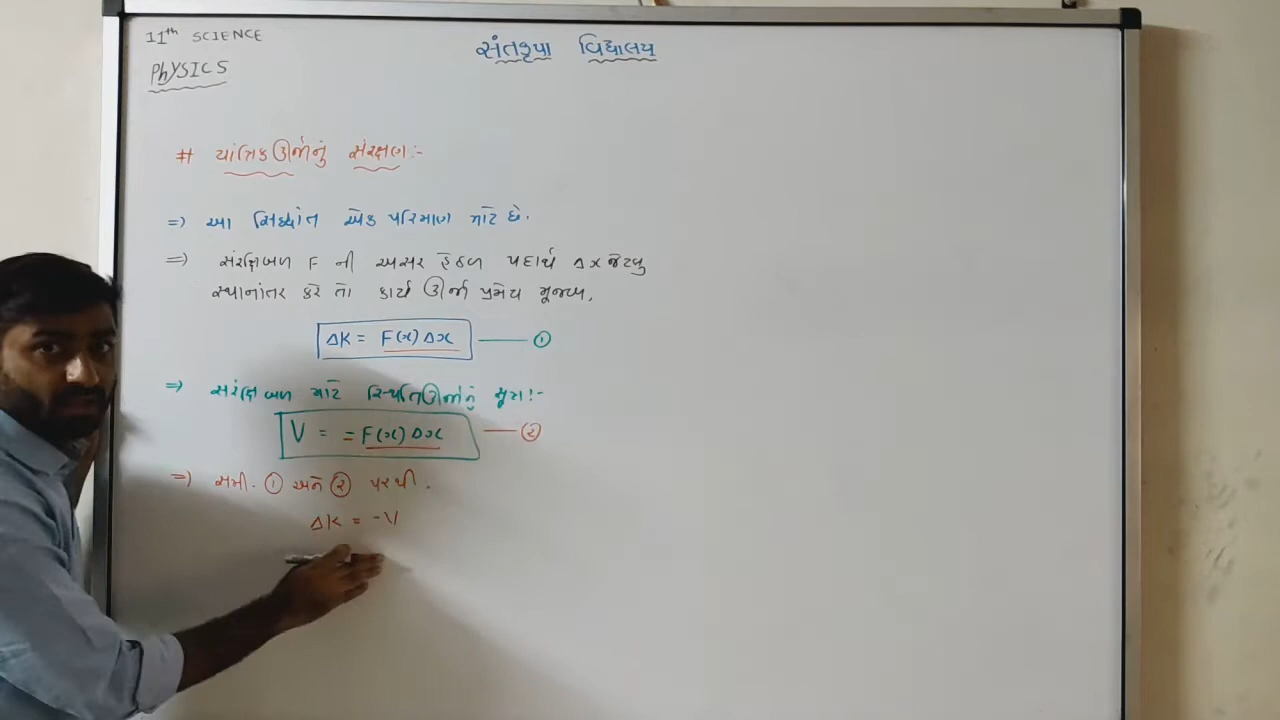 11th SCIENCE
PhYSICS
સંતકૃપા વિદ્યાલય
# યાંત્રિકઊર્જાનું સંરક્ષણ:-
⇒ આ સિધ્ધાંત એક પરિમાણ માટે છે.
⇒ સંરક્ષિબળ F ની અસર હેઠળ પદાર્થ Δx જેટલુ
સ્થાનાંતર કરે તો કાર્ય ઊર્જા પ્રમેય મુજબ,
ΔK = F(x) Δx —— ①
⇒ સંરક્ષિબળ માટે સ્થિતિઊર્જાનું સૂત્ર:-
V = - F(x) Δx —— ②
⇒ સમી. ① અને ② પરથી.
ΔK = -V